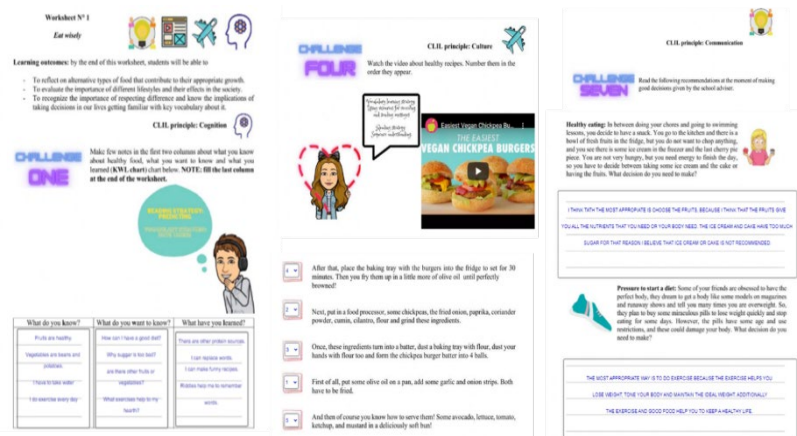 Worksheet N° 1
Eat wisely
Learning outcomes: by the end of this worksheet, students will be able to
- To reflect on alternative types of food that contribute to their appropriate growth.
- To evaluate the importance of different lifestyles and their effects in the society.
- To recognize the importance of respecting difference and know the implications of
taking decisions in our lives getting familiar with key vocabulary about it.
CLIL principle: Cognition
CHALLENGE
ONE
Make few notes in the first two columns about what you know
about healthy food, what you want to know and what you
learned (KWL chart) chart below. NOTE: fill the last column
at the end of the worksheet.
READING STRATEGY:
PREDICTING
What do you know? What do you want to know? What have you learned?
Fruits are healthy
Vegetables are beans and
potatoes.
I have to take water
I do exercise every day
How can I have a good diet?
Why sugger is too bad?
are there other fruits or
vegetables?
What exercises help to my
hearth?
There are other protein sources.
I can replace words.
I can make funny recipes.
Riddles help me to remember
words.
CLIL principle: Culture
CHALLENGE
FOUR
Watch the video about healthy recipes. Number them in the
order they appear.
Easiest Vegan Chickpea Bu...
THE EASIEST
VEGAN CHICKPEA BURGERS
4
After that, place the baking tray with the burgers into the fridge to set for 30
minutes. Then you fry them up in a little more of olive oil until perfectly
browned!
2
Next, put in a food processor, some chickpeas, the fried onion, paprika, coriander
powder, cumin, cilantro, flour and grind these ingredients.
3
Once, these ingredients turn into a batter, dust a baking tray with flour, dust your
hands with flour too and form the chickpea burger batter into 4 balls.
1
First of all, put some olive oil on a pan, add some garlic and onion strips. Both
have to be fried.
5
And then of course you know how to serve them! Some avocado, lettuce, tomato,
ketchup, and mustard in a deliciously soft bun!
CLIL principle: Communication
CHALLENGE
SEVEN
Read the following recommendations at the moment of making
good decisions given by the school adviser.
Healthy eating: In between doing your chores and going to swimming
lessons, you decide to have a snack. You go to the kitchen and there is a
bowl of fresh fruits in the fridge, but you do not want to chop anything,
and you see there is some ice cream in the freezer and the last cherry pie
piece. You are not very hungry, but you need energy to finish the day,
so you have to decide between taking some ice cream and the cake or
having the fruits. What decision do you need to make?
I THINK TATH THE MOST APPROPIATE IS CHOOSE THE FRUITS, BECAUSE I THINK THAT THE FRUITS GIVE
YOU ALL THE NUTRIENTS THAT YOU NEED OR YOUR BODY NEED. THE ICE CREAM AND CAKE HAVE TOO MUCH
SUGAR FOR THAT REASON I BELIEVE THAT ICE CREAM OR CAKE IS NOT RECOMMENDED.
Pressure to start a diet: Some of your friends are obsessed to have the
perfect body, they dream to get a body like some models on magazines
and runaway shows and tell you many times you are overweight. So,
they plan to buy some miraculous pills to lose weight quickly and stop
eating for some days. However, the pills have some age and use
restrictions, and these could damage your body. What decision do you
need to make?
THE MOST APPROPRIATE WAY IS TO DO EXERCISE BECAUSE THE EXERCISE HELPS YOU
LOSE WEIGHT TONE YOUR BODY AND MAINTAIN THE IDEAL WEIGHT ADDITIONALLY
THE EXERCISE AND GOOD FOOD HELP YOU TO KEEP A HEALTHY LIFE.